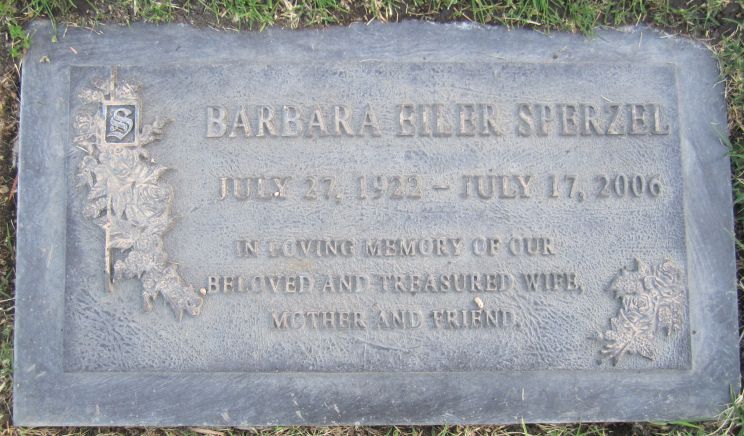 S
BARBARA EILER SPERZEL
JULY 27, 1922 – JULY 17, 2006
IN LOVING MEMORY OF OUR
BELOVED AND TREASURED WIFE,
MOTHER AND FRIEND.